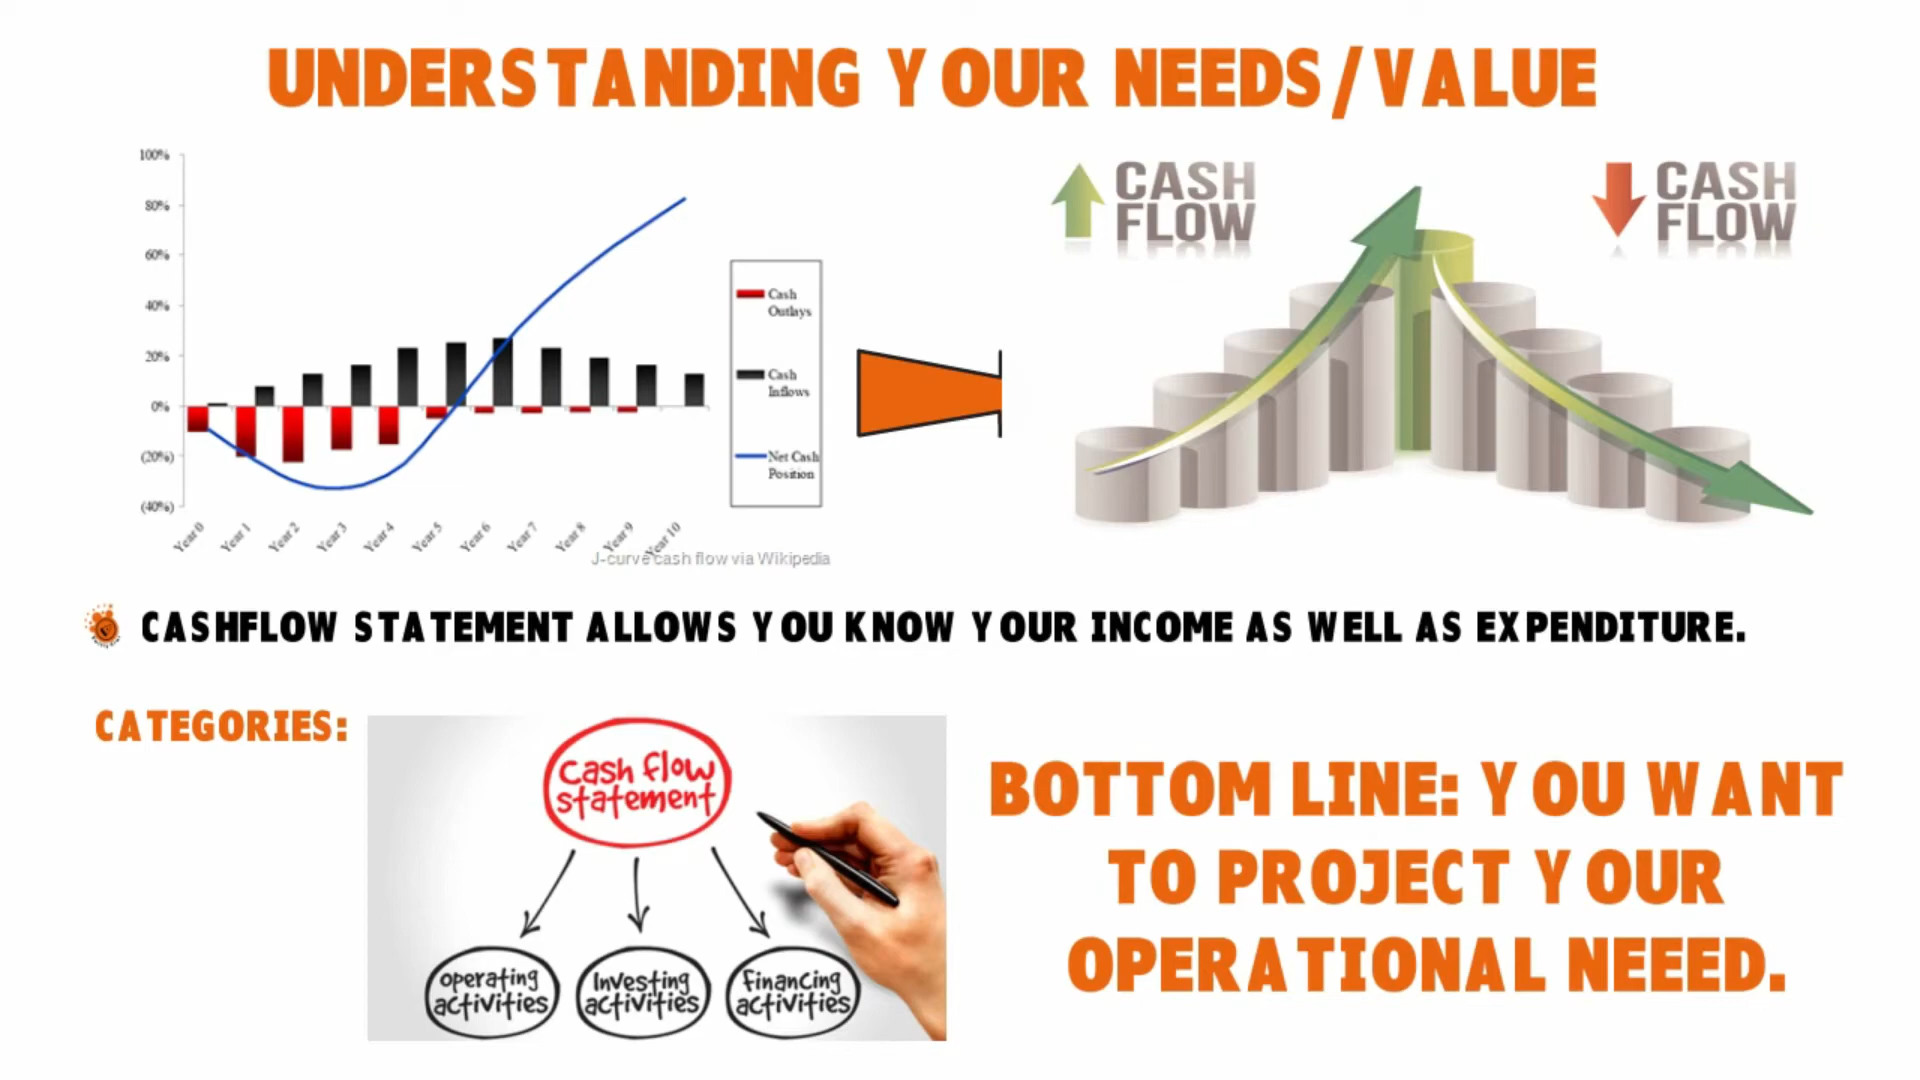 UNDERSTANDING YOUR NEEDS/VALUE
100%
80%
60%
40%
20%
0%
(20%)
(40%)
Year 0
Year 1
Year 2
Year 3
Year 4
Year 5
Year 6
Year 7
Year 8
Year 9
Year 10
Cash
Outlays
Cash
Inflows
Net Cash
Position
J-curve cash flow via Wikipedia
CASH
FLOW
CASH
FLOW
CASHFLOW STATEMENT ALLOWS YOU KNOW YOUR INCOME AS WELL AS EXPENDITURE.
CATEGORIES:
Cash flow
statement
operating
activities
Investing
activities
Financing
activities
BOTTOM LINE: YOU WANT
TO PROJECT YOUR
OPERATIONAL NEEED.